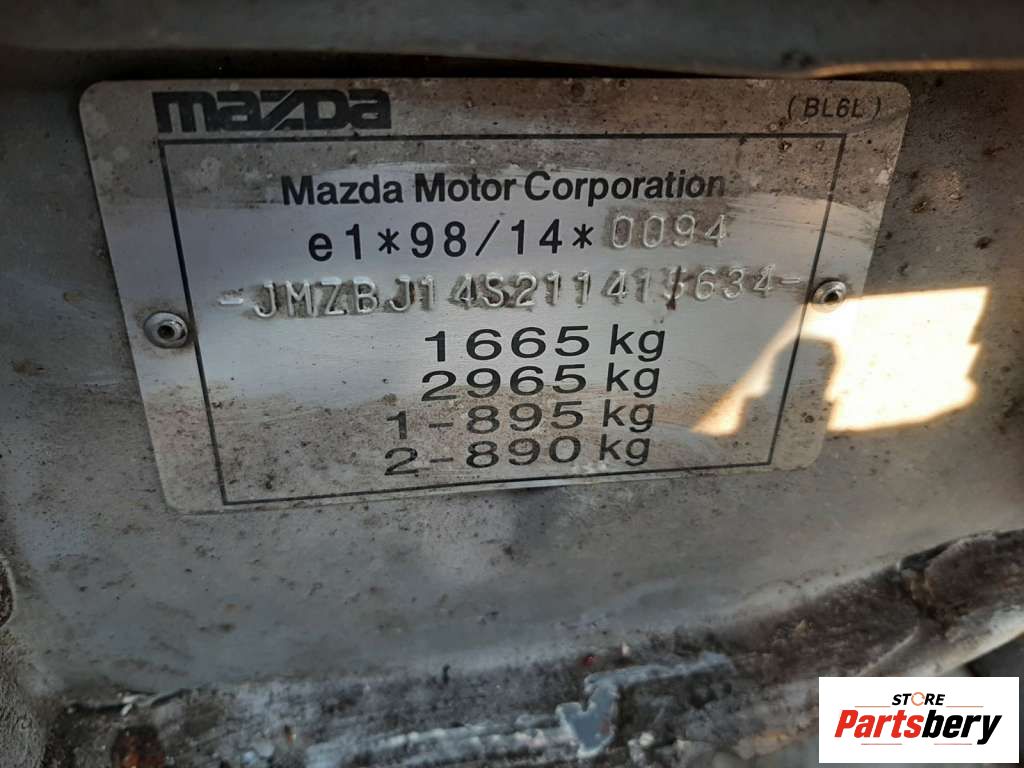 mazda
(BL6L)
Mazda Motor Corporation
e1*98/14*0094
-JMZBJ14S211415634-
1665 kg
2965 kg
1-895 kg
2-890 kg
STORE
Partsbery